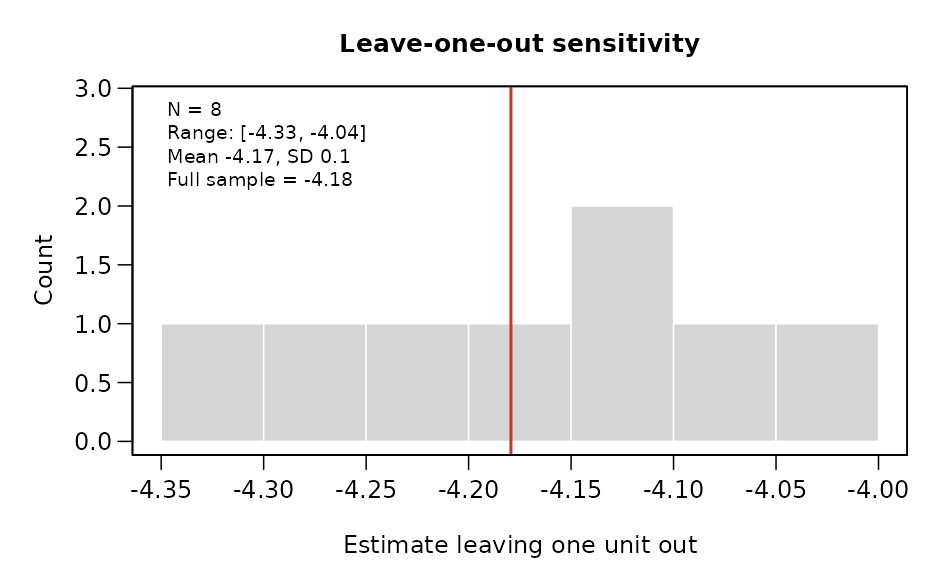 Leave-one-out sensitivity
N = 8
Range: [-4.33, -4.04]
Mean -4.17, SD 0.1
Full sample = -4.18
Count
3.0
2.5
2.0
1.5
1.0
0.5
0.0
-4.35 -4.30 -4.25 -4.20 -4.15 -4.10 -4.05 -4.00
Estimate leaving one unit out